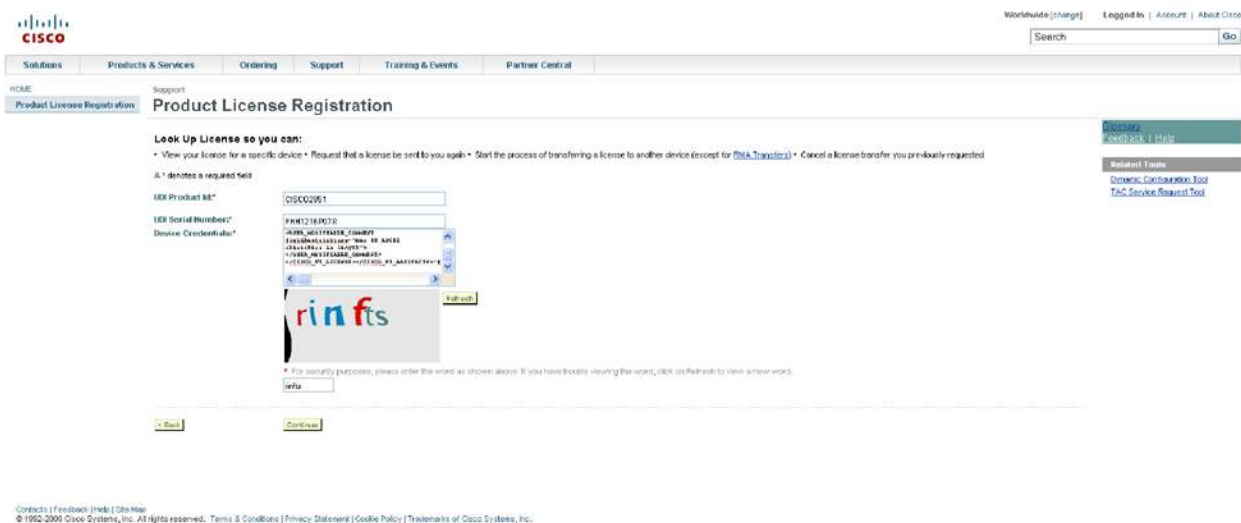 CISCO
Worldwide [change] Logged In | Account | About Cisco
Search Go
Solutions Products & Services Ordering Support Training & Events Partner Central
HOME
Product License Registration
Support
Product License Registration
Glossary
Feedback | Help
Related Tools
Dynamic Configuration Tool
TAC Service Request Tool
Look Up License so you can:
• View your license for a specific device • Request that a license be sent to you again • Start the process of transferring a license to another device (except for RMA Transfers) • Cancel a license transfer you previously requested
A * denotes a required field
UDI Product Id:* CISCO2951
UDI Serial Number:*
Device Credentials:*
rinfts
Refresh
* For security purposes, please enter the word as shown above. If you have trouble viewing the word, click on Refresh to view a new word.
< Back Continue
Contacts | Feedback | Help | Site Map
Cisco Systems, Inc. All rights reserved. Terms & Conditions | Privacy Statement | Cookie Policy | Trademarks of Cisco Systems, Inc.